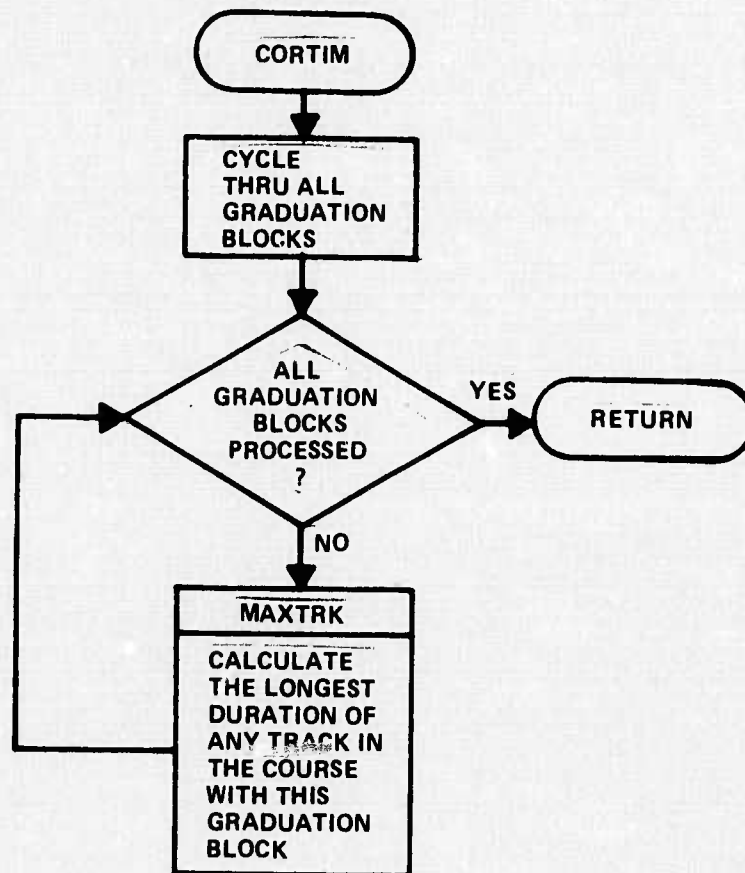 CORTIM
CYCLE
THRU ALL
GRADUATION
BLOCKS
ALL
GRADUATION
BLOCKS
PROCESSED
?
YES
RETURN
NO
MAXTRK
CALCULATE
THE LONGEST
DURATION OF
ANY TRACK IN
THE COURSE
WITH THIS
GRADUATION
BLOCK